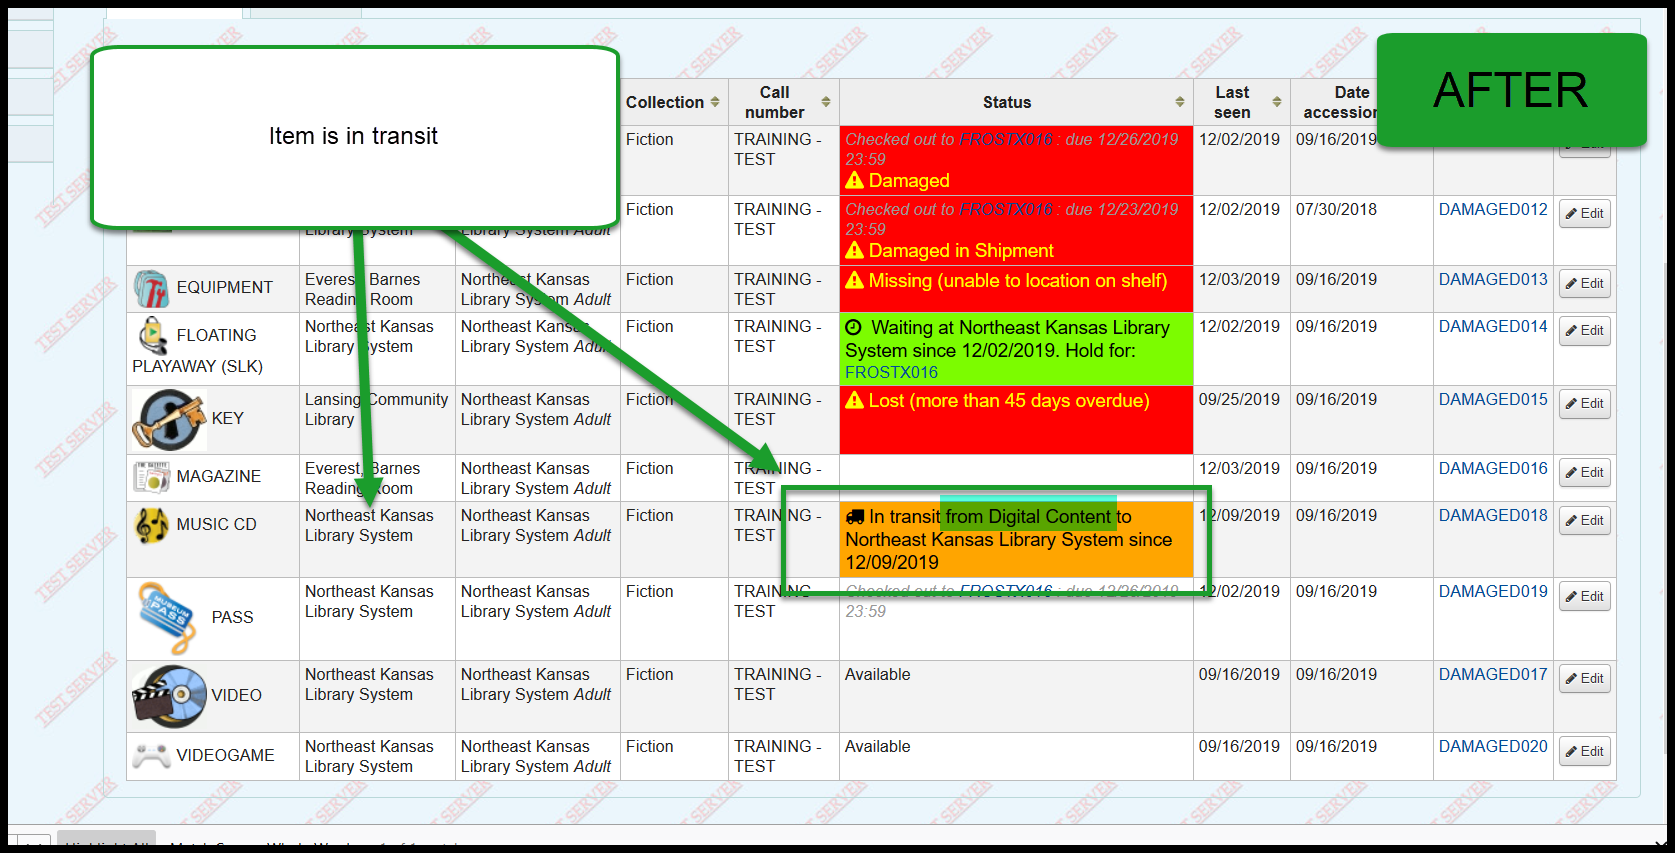 AFTER
Item is in transit
Collection
Call number
Status
Last seen
Date
Fiction
TRAINING - TEST
Checked out to FROSTX016 : due 12/26/2019 23:59
Damaged
12/02/2019
09/16/2019
Library System
Library System Adult
Fiction
TRAINING - TEST
Checked out to FROSTX016 : due 12/23/2019 23:59
Damaged in Shipment
12/02/2019
07/30/2018
DAMAGED012
Edit
EQUIPMENT
Everest, Barnes Reading Room
Northeast Kansas Library System Adult
Fiction
TRAINING - TEST
Missing (unable to location on shelf)
12/03/2019
09/16/2019
DAMAGED013
Edit
FLOATING PLAYAWAY (SLK)
Northeast Kansas Library System
Northeast Kansas Library System Adult
Fiction
TRAINING - TEST
Waiting at Northeast Kansas Library
System since 12/02/2019. Hold for:
FROSTX016
12/02/2019
09/16/2019
DAMAGED014
Edit
KEY
Lansing Community Library
Northeast Kansas Library System Adult
Fiction
TRAINING - TEST
Lost (more than 45 days overdue)
09/25/2019
09/16/2019
DAMAGED015
Edit
MAGAZINE
Everest, Barnes Reading Room
Northeast Kansas Library System Adult
Fiction
TRAINING - TEST
12/03/2019
09/16/2019
DAMAGED016
Edit
MUSIC CD
Northeast Kansas Library System
Northeast Kansas Library System Adult
Fiction
TRAINING - TEST
In transit from Digital Content to
Northeast Kansas Library System since
12/09/2019
12/09/2019
09/16/2019
DAMAGED018
Edit
PASS
MUSEUM PASS
Northeast Kansas Library System
Northeast Kansas Library System Adult
Fiction
TRAINING - TEST
Checked out to FROSTX016 : due 12/26/2019 23:59
12/02/2019
09/16/2019
DAMAGED019
Edit
VIDEO
Northeast Kansas Library System
Northeast Kansas Library System Adult
Fiction
TRAINING - TEST
Available
09/16/2019
09/16/2019
DAMAGED017
Edit
VIDEOGAME
Northeast Kansas Library System
Northeast Kansas Library System Adult
Fiction
TRAINING - TEST
Available
09/16/2019
09/16/2019
DAMAGED020
Edit
TEST SERVER